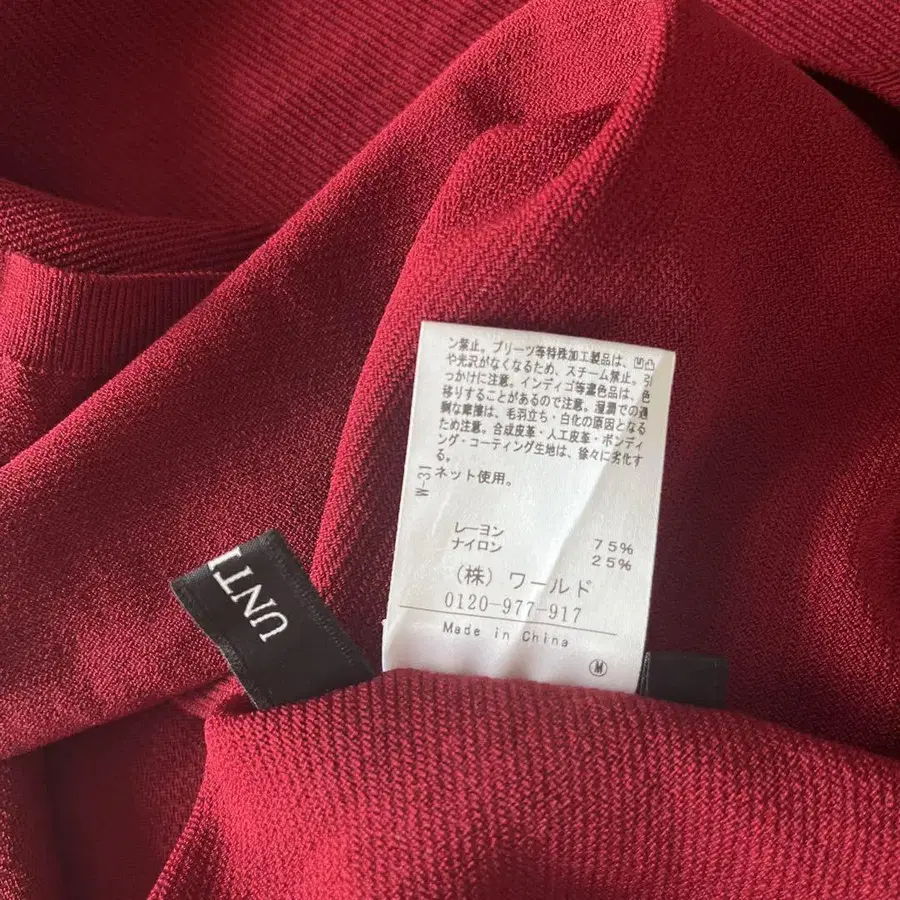 ン禁止。プリーツ等特殊加工製品は、凹凸
や光沢がなくなるため、スチーム禁止。引
っかけに注意。インディゴ等濃色品は、色
移りすることがあるので注意。湿潤での過
剰な摩擦は、毛羽立ち・白化の原因となる
ため注意。合成皮革・人工皮革・ボンディ
ング・コーティング生地は、徐々に劣化す
る。
ネット使用。
W-31
レーヨン 75%
ナイロン 25%
(株) ワールド
0120-977-917
Made in China
M
UNTI